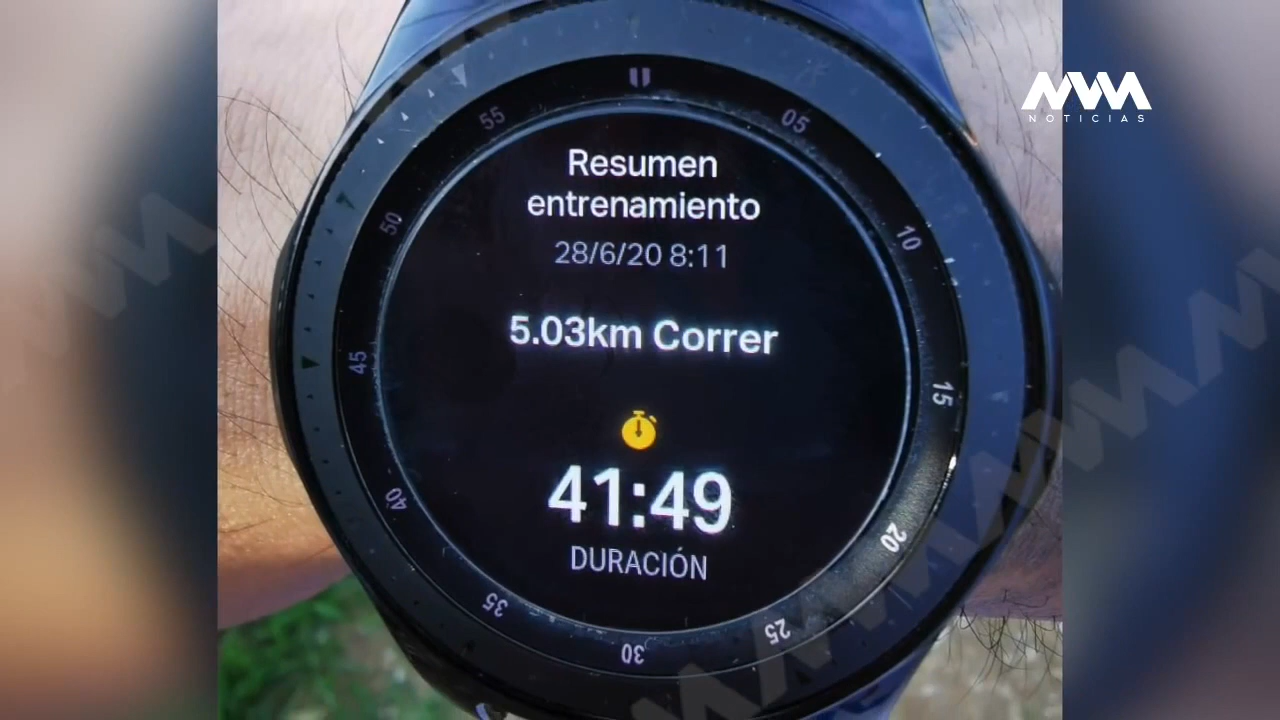 MVM
NOTICIAS
Resumen
entrenamiento
28/6/20 8:11
5.03km Correr
41:49
DURACIÓN
05
10
15
20
25
30
35
40
45
50
55